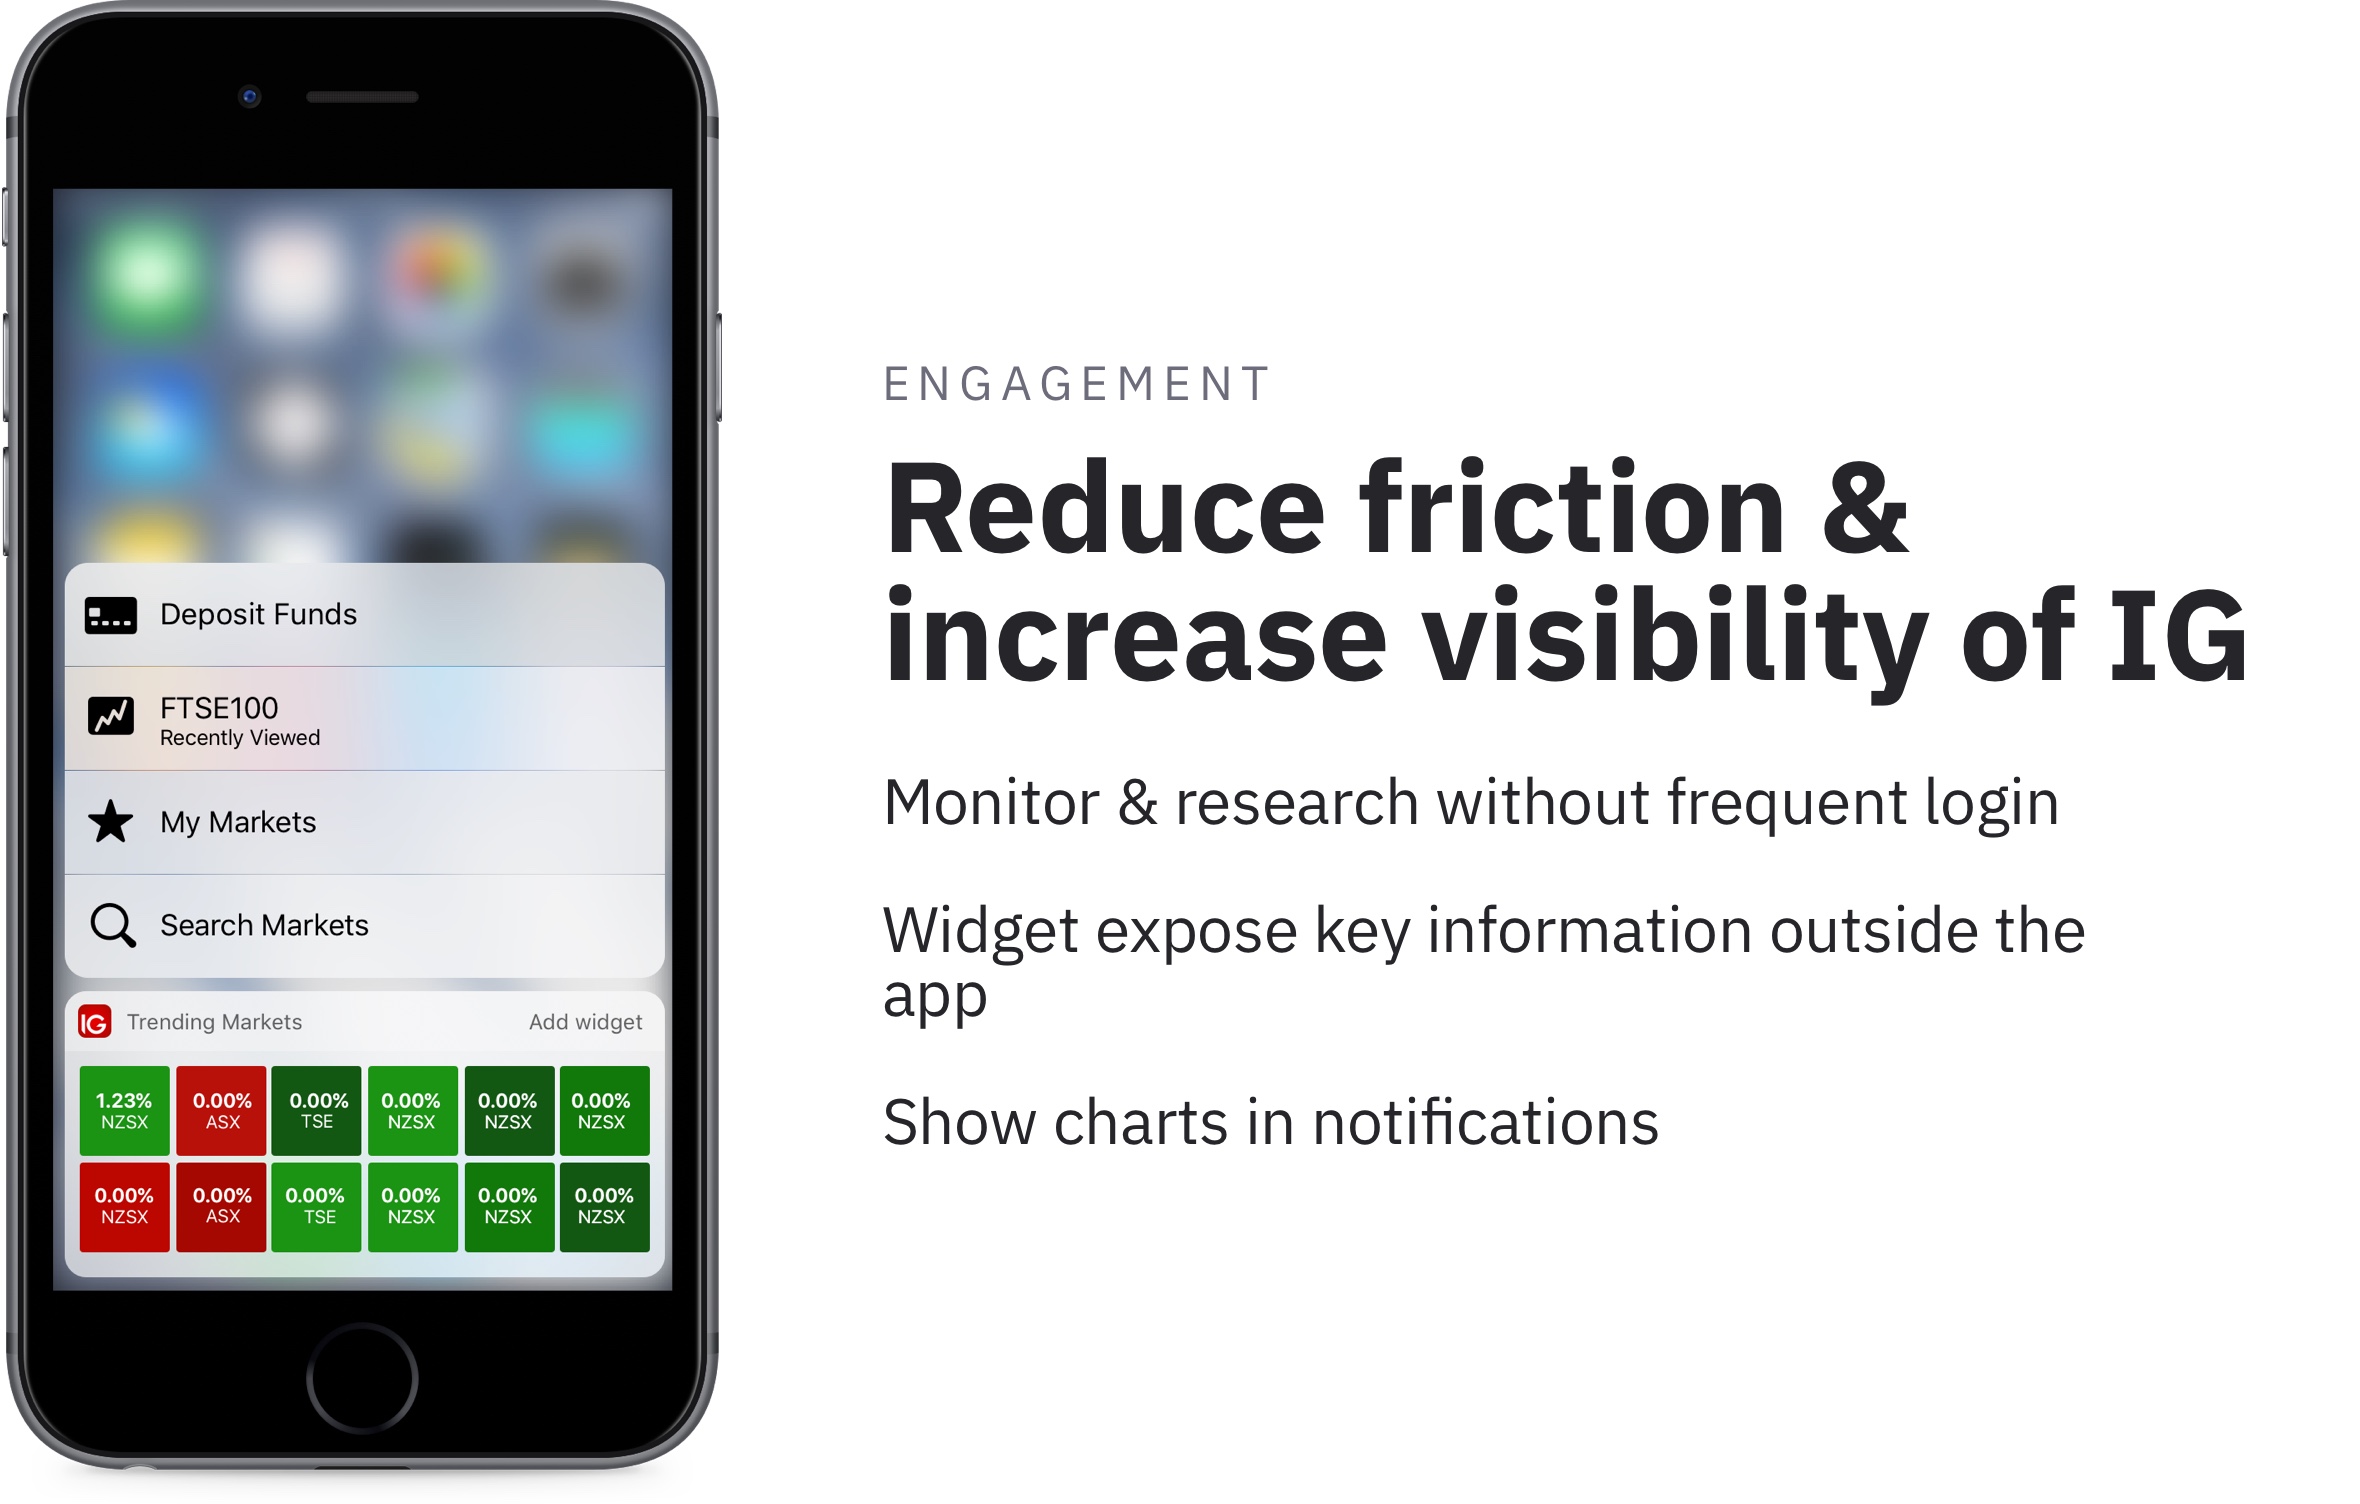 Deposit Funds
FTSE100
Recently Viewed
My Markets
Search Markets
IG Trending Markets Add widget
1.23% 0.00% 0.00% 0.00% 0.00% 0.00%
NZSX ASX TSE NZSX NZSX NZSX
0.00% 0.00% 0.00% 0.00% 0.00% 0.00%
NZSX ASX TSE NZSX NZSX NZSX
ENGAGEMENT
Reduce friction &
increase visibility of IG
Monitor & research without frequent login
Widget expose key information outside the
app
Show charts in notifications